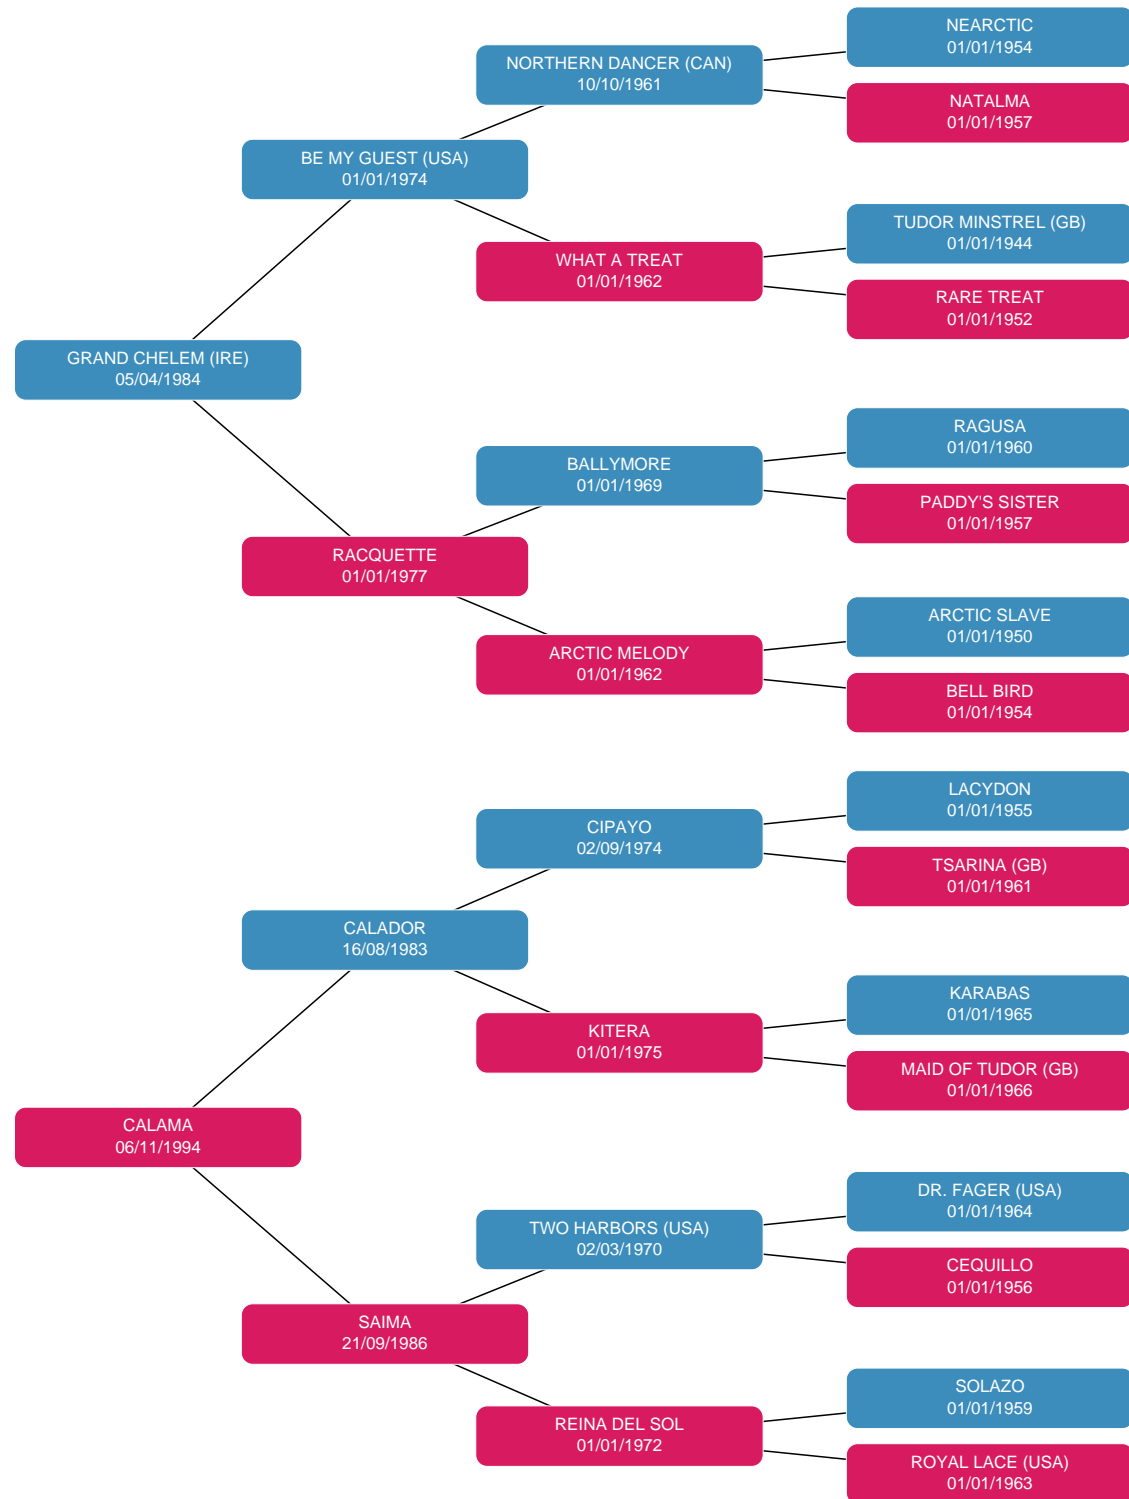 NEARCTIC
01/01/1954
NORTHERN DANCER (CAN)
10/10/1961
NATALMA
01/01/1957
BE MY GUEST (USA)
01/01/1974
TUDOR MINSTREL (GB)
01/01/1944
WHAT A TREAT
01/01/1962
RARE TREAT
01/01/1952
GRAND CHELEM (IRE)
05/04/1984
RAGUSA
01/01/1960
BALLYMORE
01/01/1969
PADDY'S SISTER
01/01/1957
RACQUETTE
01/01/1977
ARCTIC SLAVE
01/01/1950
ARCTIC MELODY
01/01/1962
BELL BIRD
01/01/1954
LACYDON
01/01/1955
CIPAYO
02/09/1974
TSARINA (GB)
01/01/1961
CALADOR
16/08/1983
KARABAS
01/01/1965
KITERA
01/01/1975
MAID OF TUDOR (GB)
01/01/1966
CALAMA
06/11/1994
DR. FAGER (USA)
01/01/1964
TWO HARBORS (USA)
02/03/1970
CEQUILLO
01/01/1956
SAIMA
21/09/1986
SOLAZO
01/01/1959
REINA DEL SOL
01/01/1972
ROYAL LACE (USA)
01/01/1963